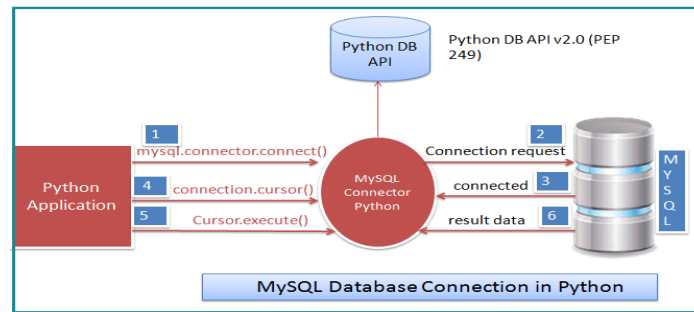 Python DB
API
Python DB API v2.0 (PEP
249)
1
mysql.connector.connect()
2
Connection request
Python
Application
4
connection.cursor()
MySQL
Connector
Python
3
connected
5
Cursor.execute()
6
result data
MYSQL
MySQL Database Connection in Python